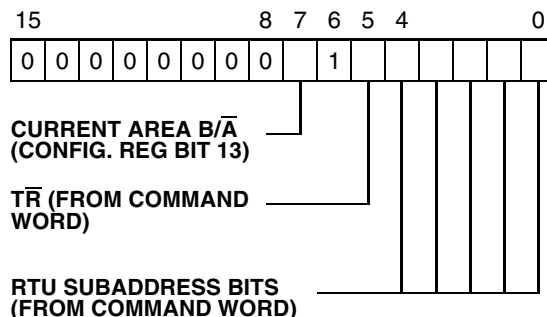 15 8 7 6 5 4 0
0 0 0 0 0 0 0 0 1
CURRENT AREA B/A̅
(CONFIG. REG BIT 13)
TR̅ (FROM COMMAND
WORD)
RTU SUBADDRESS BITS
(FROM COMMAND WORD)